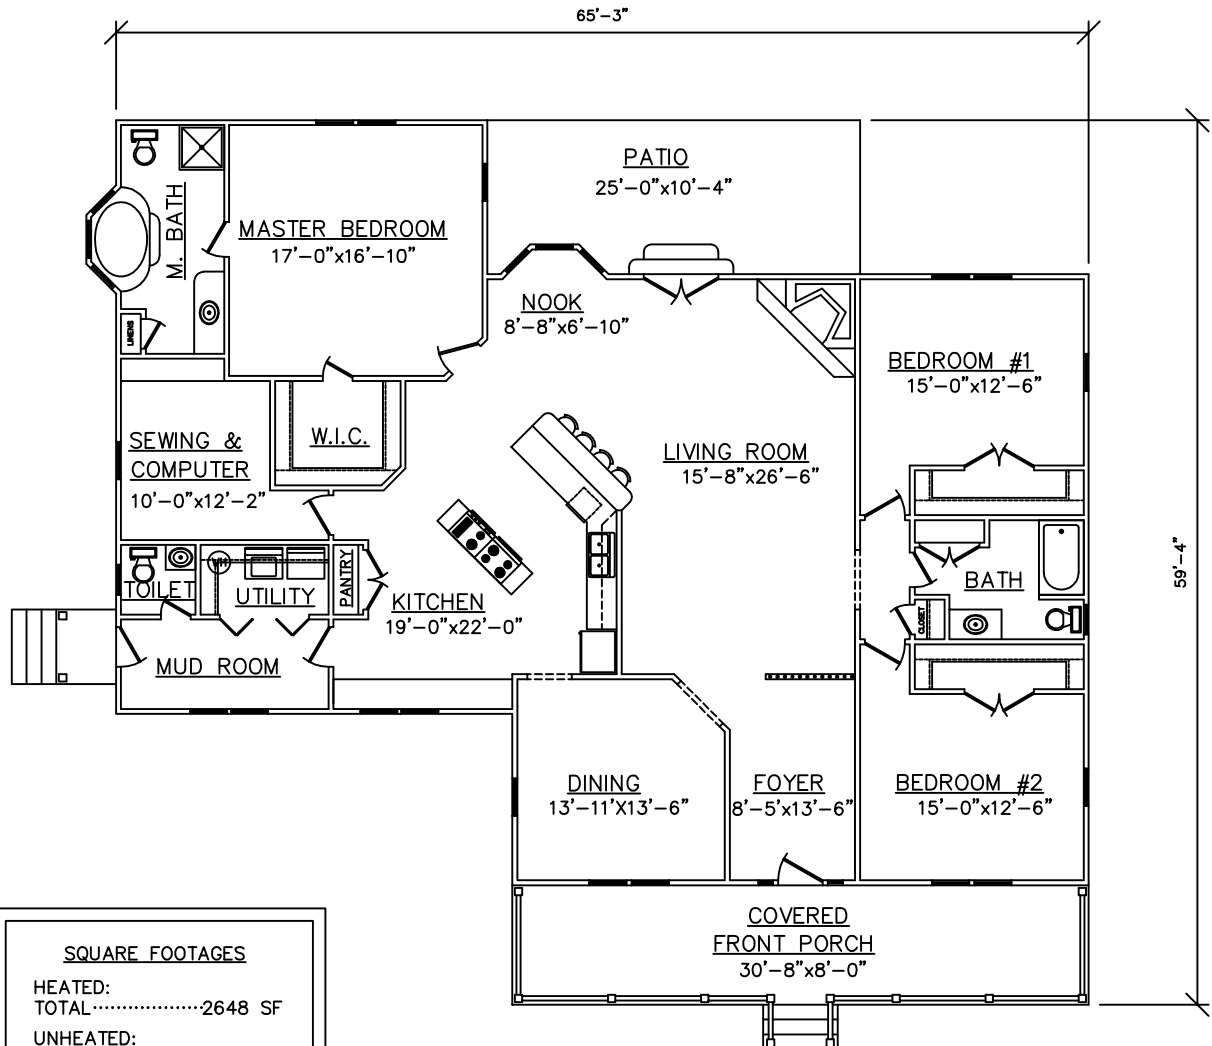 65'-3"
PATIO
25'-0"x10'-4"
M. BATH
MASTER BEDROOM
17'-0"x16'-10"
NOOK
8'-8"x6'-10"
LINENS
BEDROOM #1
15'-0"x12'-6"
SEWING &
COMPUTER
10'-0"x12'-2"
W.I.C.
LIVING ROOM
15'-8"x26'-6"
59'-4"
WH
TOILET
UTILITY
PANTRY
KITCHEN
19'-0"x22'-0"
BATH
CLOSET
MUD ROOM
DINING
13'-11'X13'-6"
FOYER
8'-5'x13'-6"
BEDROOM #2
15'-0"x12'-6"
COVERED
FRONT PORCH
30'-8"x8'-0"
SQUARE FOOTAGES
HEATED:
TOTAL··················2648 SF
UNHEATED: